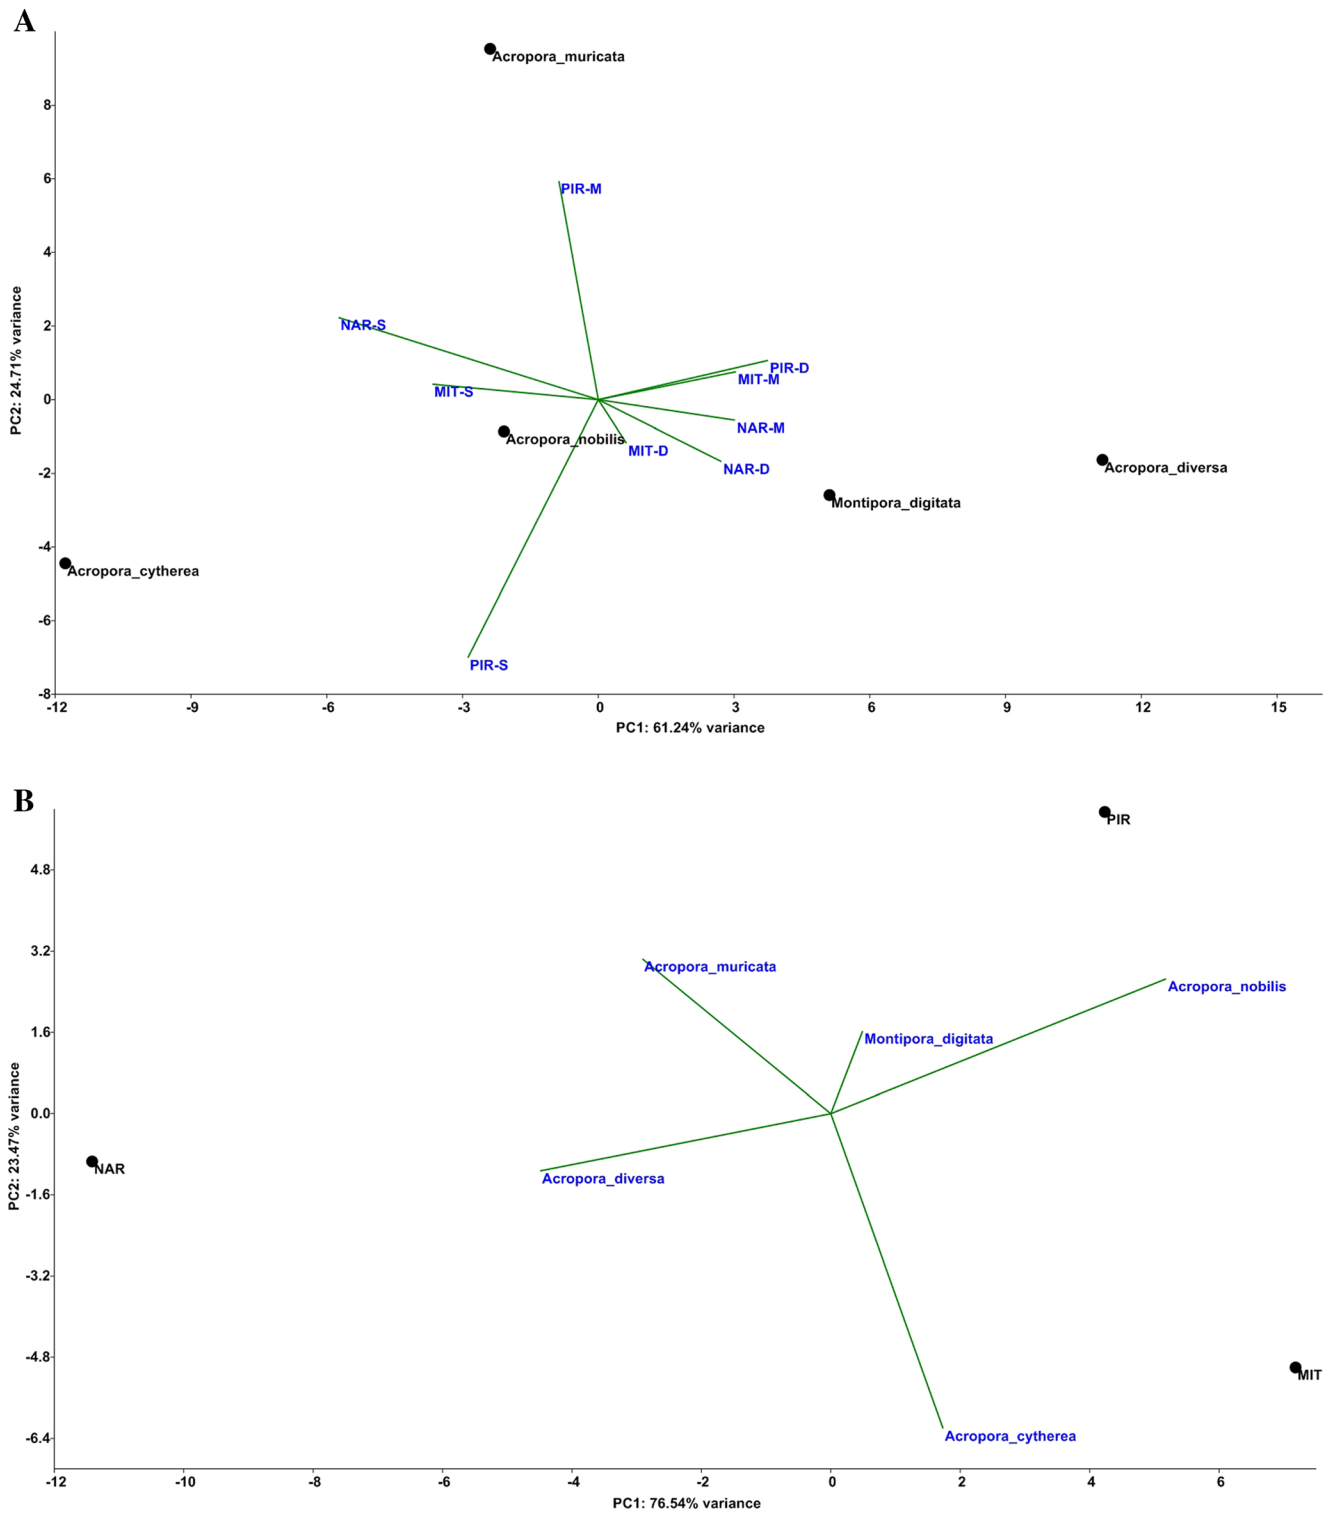 A
Acropora_muricata
8
6
PIR-M
4
2
NAR-S
PIR-D
MIT-M
MIT-S
0
NAR-M
Acropora_nobilis
MIT-D
NAR-D
Acropora_diversa
-2
Montipora_digitata
-4
Acropora_cytherea
-6
PIR-S
-8
PC2: 24.71% variance
-12 -9 -6 -3 0 3 6 9 12 15
PC1: 61.24% variance
B
PIR
4.8
3.2
Acropora_muricata
Acropora_nobilis
1.6
Montipora_digitata
0.0
NAR
Acropora_diversa
-1.6
-3.2
-4.8
MIT
-6.4
Acropora_cytherea
PC2: 23.47% variance
-12 -10 -8 -6 -4 -2 0 2 4 6
PC1: 76.54% variance